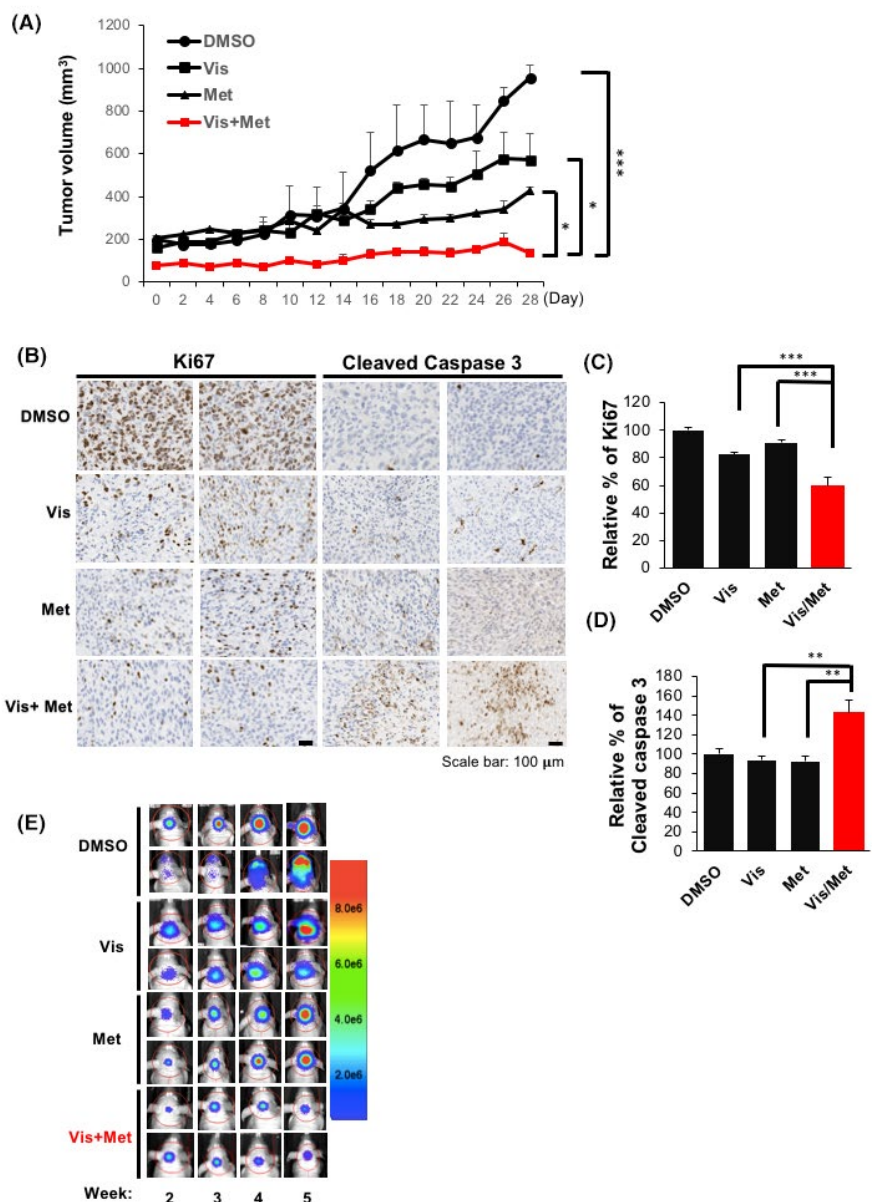 (A)
1200
1000
800
600
400
200
0
Tumor volume (mm³)
DMSO
Vis
Met
Vis+Met
0 2 4 6 8 10 12 14 16 18 20 22 24 26 28 (Day)
*
*
***
(B)
Ki67 Cleaved Caspase 3
DMSO
Vis
Met
Vis+ Met
Scale bar: 100 μm
(C)
Relative % of Ki67
120
100
80
60
40
20
0
***
***
DMSO Vis Met Vis/Met
(D)
Relative % of
Cleaved caspase 3
180
160
140
120
100
80
60
40
20
0
**
**
DMSO Vis Met Vis/Met
(E)
DMSO
Vis
Met
Vis+Met
8.0e6
6.0e6
4.0e6
2.0e6
Week: 2 3 4 5